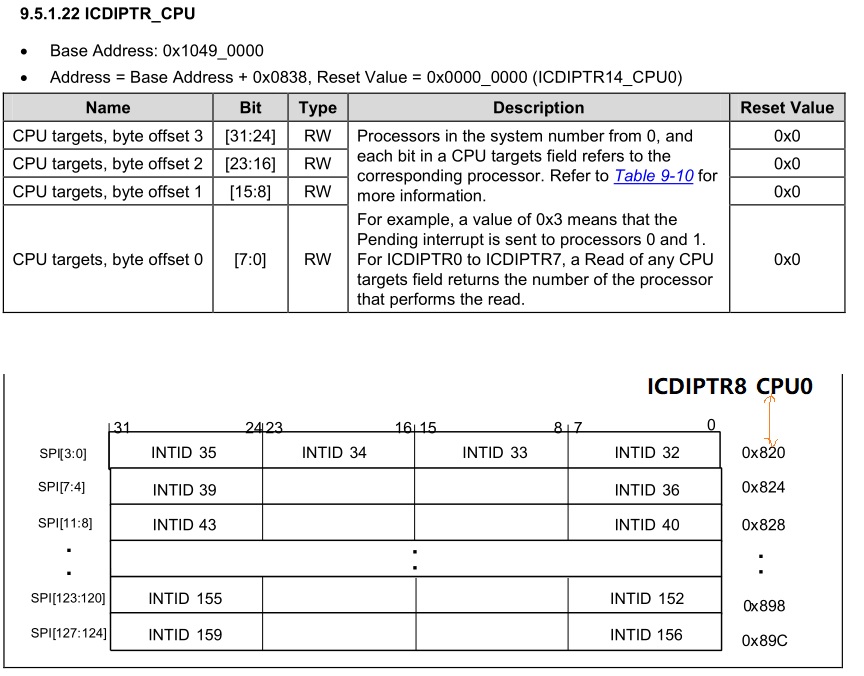 9.5.1.22 ICDIPTR_CPU
• Base Address: 0x1049_0000
• Address = Base Address + 0x0838, Reset Value = 0x0000_0000 (ICDIPTR14_CPU0)
Name Bit Type Description Reset Value
CPU targets, byte offset 3 [31:24] RW 0x0
CPU targets, byte offset 2 [23:16] RW 0x0
CPU targets, byte offset 1 [15:8] RW 0x0
CPU targets, byte offset 0 [7:0] RW 0x0
Processors in the system number from 0, and
each bit in a CPU targets field refers to the
corresponding processor. Refer to Table 9-10 for
more information.
For example, a value of 0x3 means that the
Pending interrupt is sent to processors 0 and 1.
For ICDIPTR0 to ICDIPTR7, a Read of any CPU
targets field returns the number of the processor
that performs the read.
ICDIPTR8 CPU0
31 24 23 16 15 8 7 0
SPI[3:0] INTID 35 INTID 34 INTID 33 INTID 32 0x820
SPI[7:4] INTID 39 INTID 36 0x824
SPI[11:8] INTID 43 INTID 40 0x828
SPI[123:120] INTID 155 INTID 152 0x898
SPI[127:124] INTID 159 INTID 156 0x89C